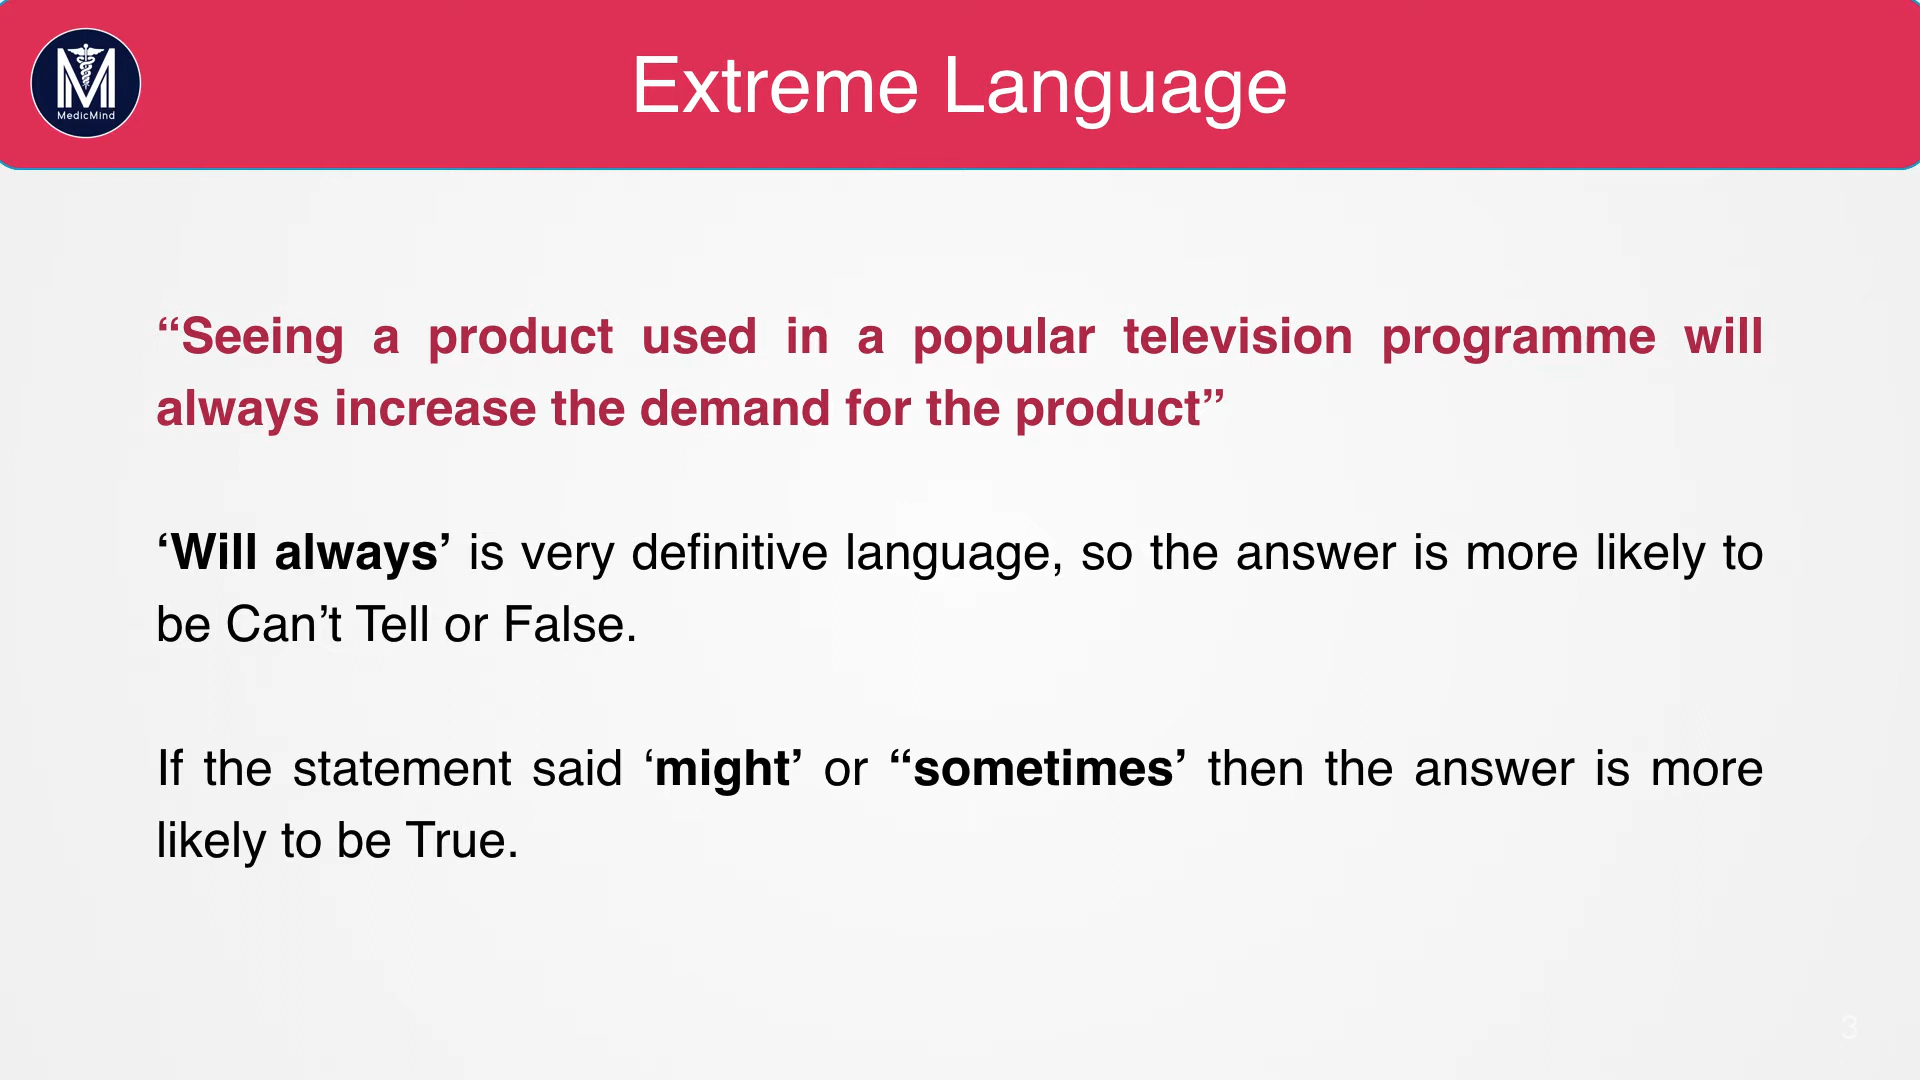 MedicMind
Extreme Language
“Seeing a product used in a popular television programme will
always increase the demand for the product”
‘Will always’ is very definitive language, so the answer is more likely to
be Can’t Tell or False.
If the statement said ‘might’ or “sometimes’ then the answer is more
likely to be True.
3